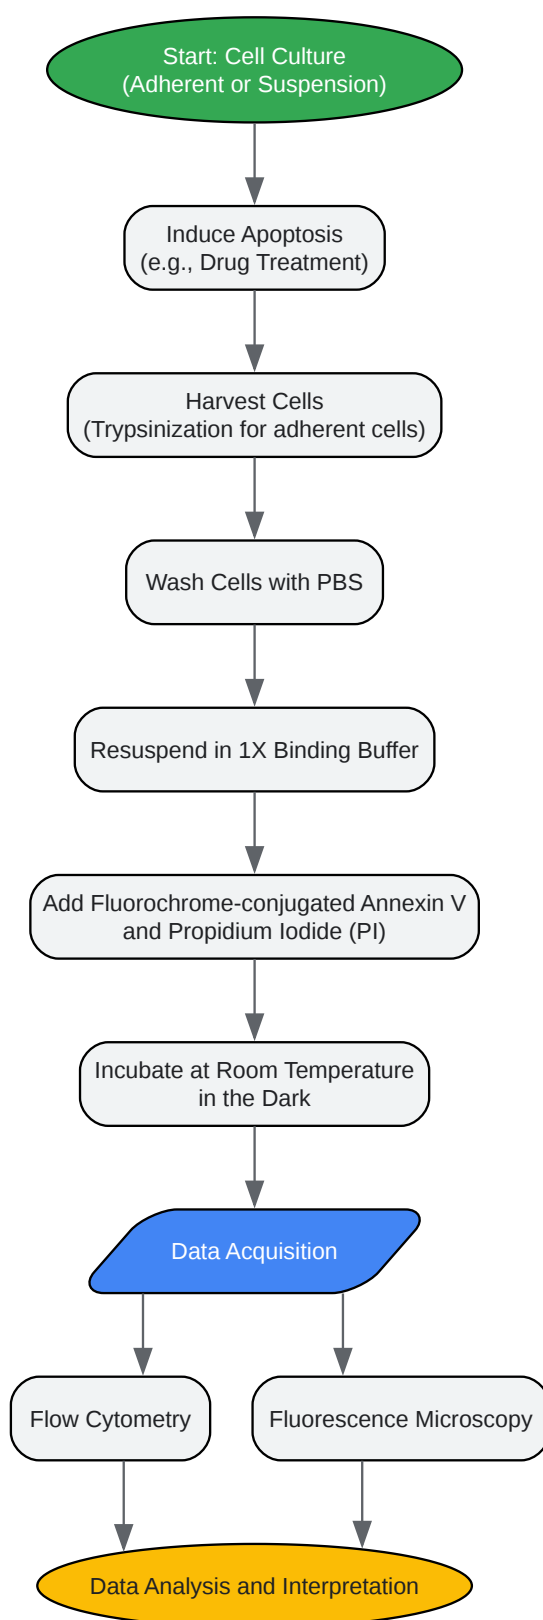 Start: Cell Culture
(Adherent or Suspension)
Induce Apoptosis
(e.g., Drug Treatment)
Harvest Cells
(Trypsinization for adherent cells)
Wash Cells with PBS
Resuspend in 1X Binding Buffer
Add Fluorochrome-conjugated Annexin V
and Propidium Iodide (PI)
Incubate at Room Temperature
in the Dark
Data Acquisition
Flow Cytometry
Fluorescence Microscopy
Data Analysis and Interpretation